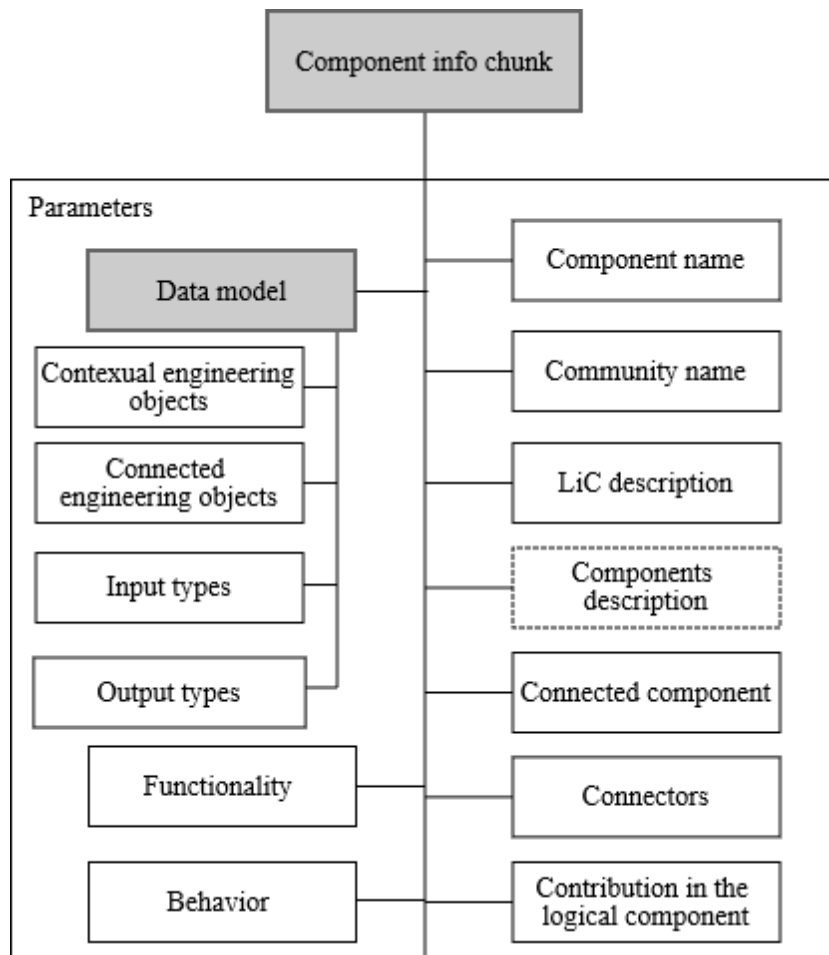 Component info chunk
Parameters
Data model
Contexual engineering
objects
Connected
engineering objects
Input types
Output types
Functionality
Behavior
Component name
Community name
LiC description
Components
description
Connected component
Connectors
Contribution in the
logical component